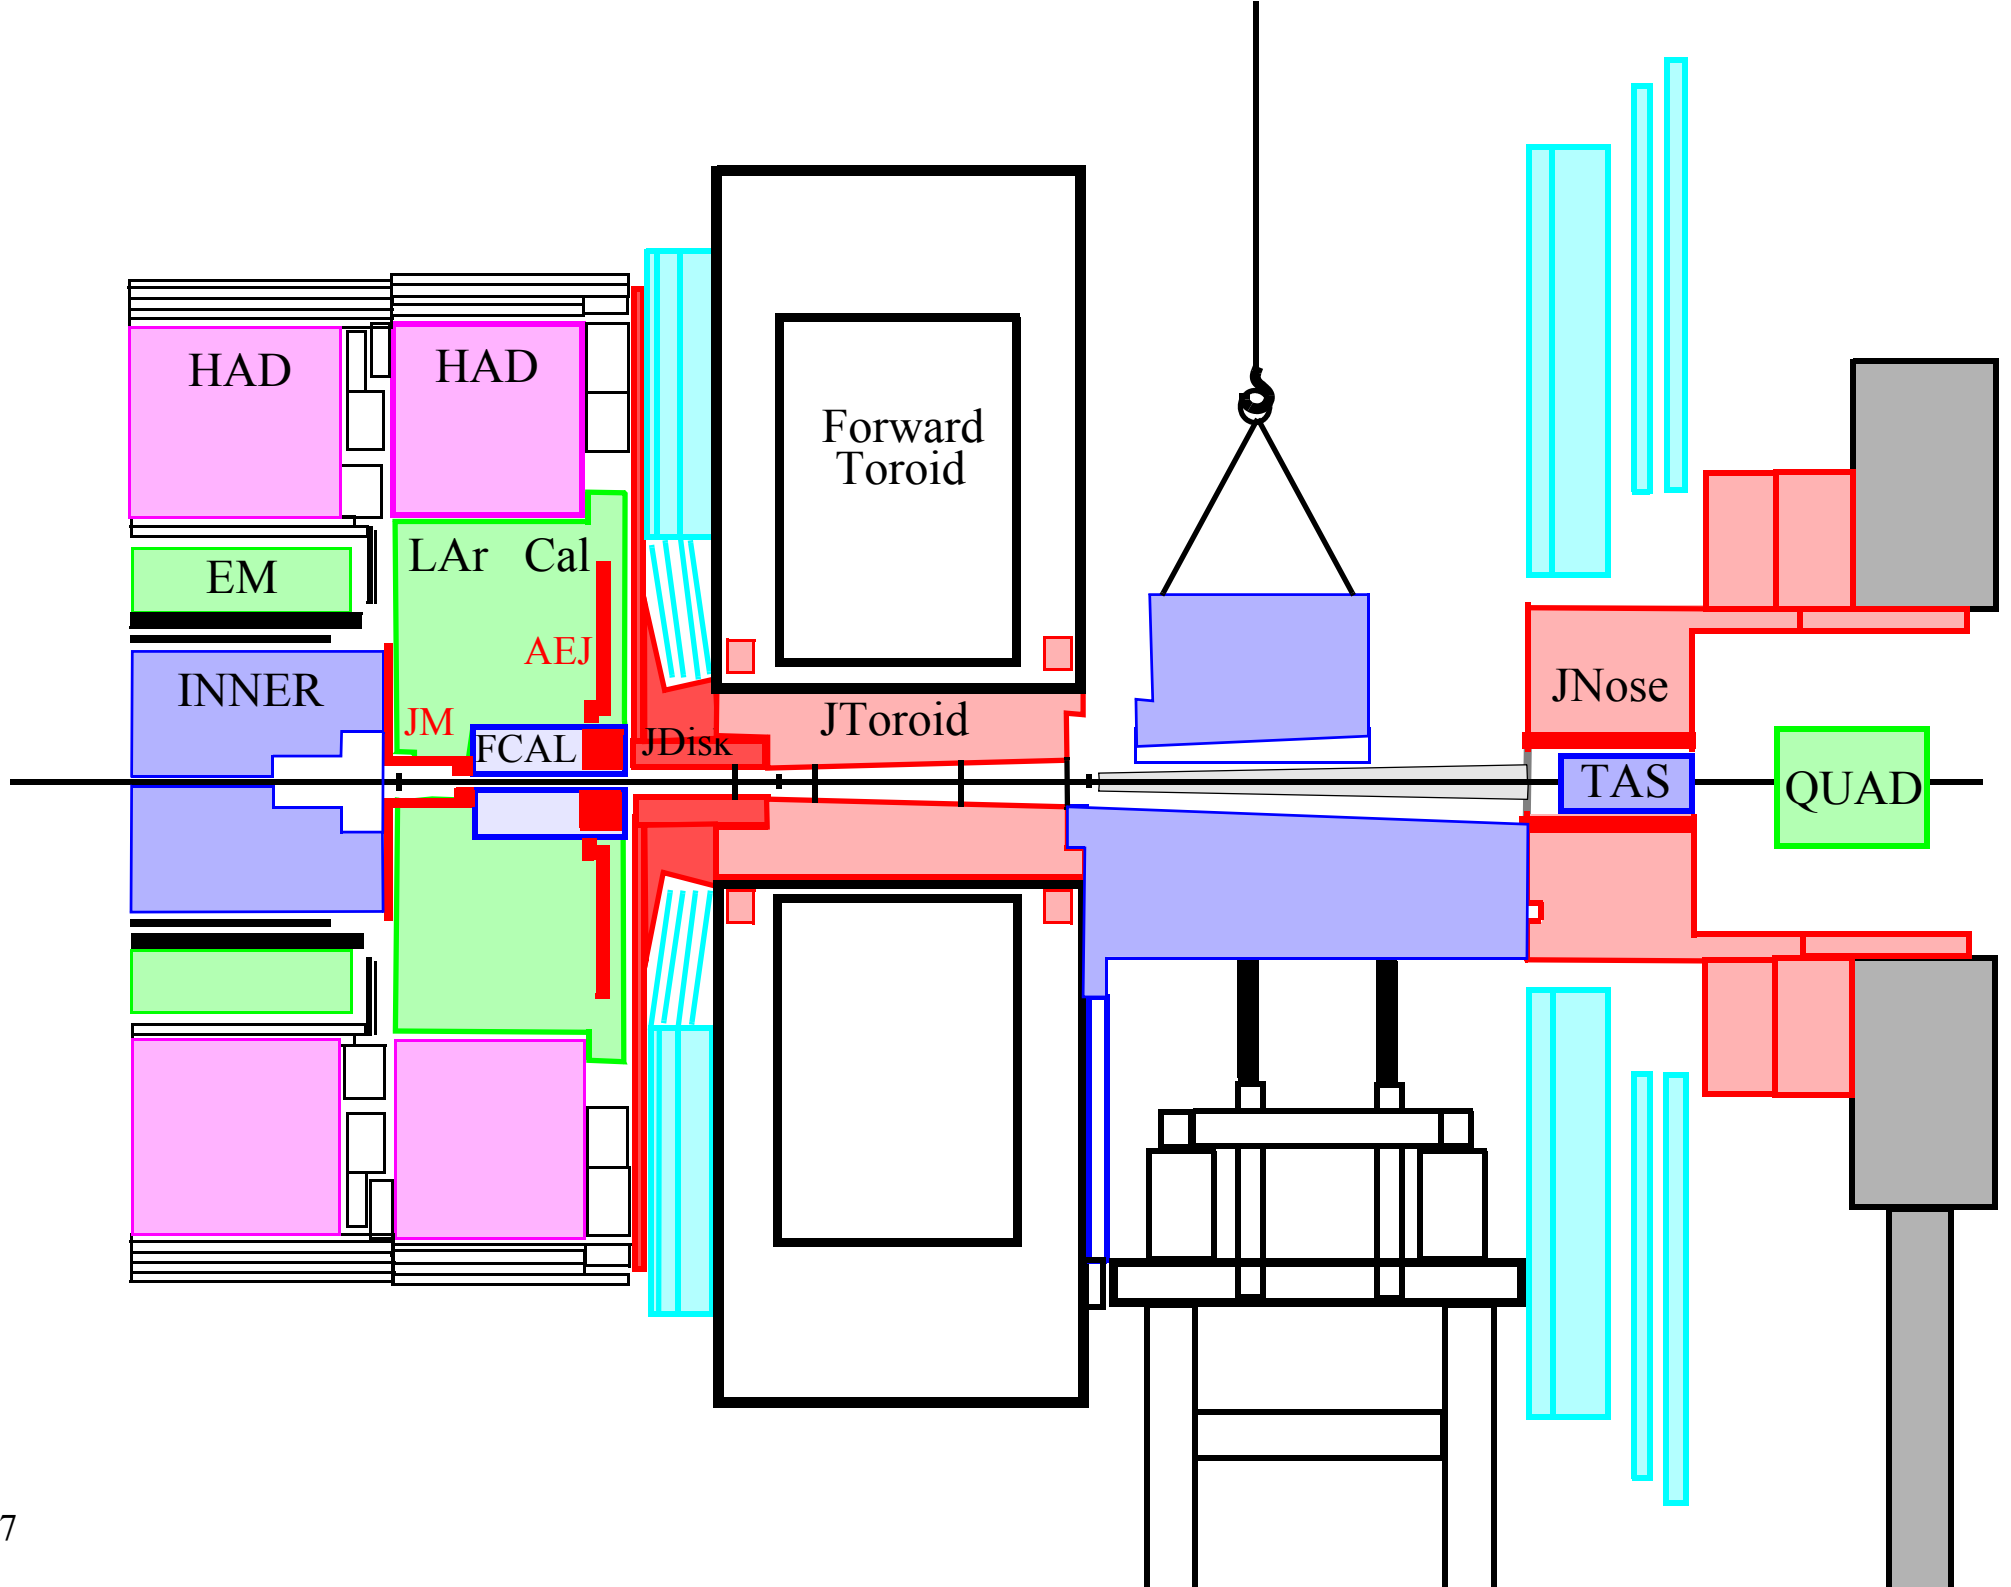 HAD
HAD
Forward
Toroid
LAr Cal
EM
AEJ
INNER
JM
FCAL
JDisk
JToroid
JNose
TAS
QUAD
7